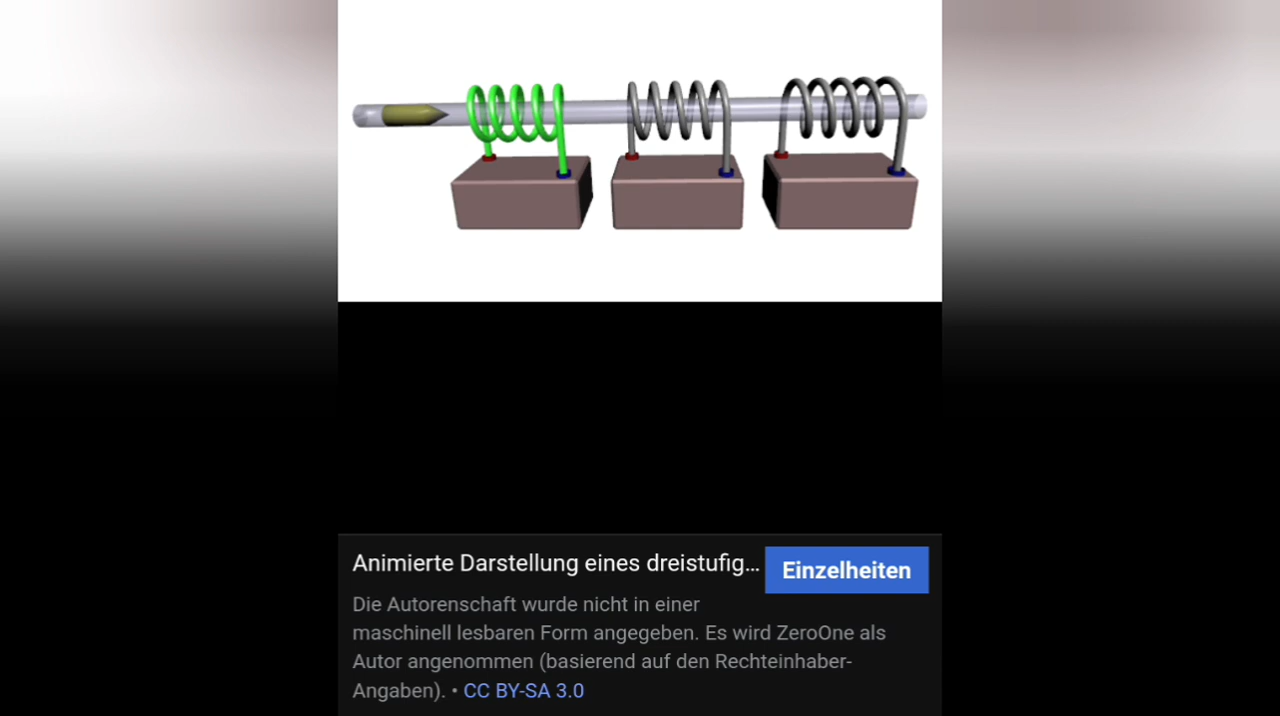 Animierte Darstellung eines dreistufig...
Einzelheiten
Die Autorenschaft wurde nicht in einer
maschinell lesbaren Form angegeben. Es wird ZeroOne als
Autor angenommen (basierend auf den Rechteinhaber-
Angaben). • CC BY-SA 3.0